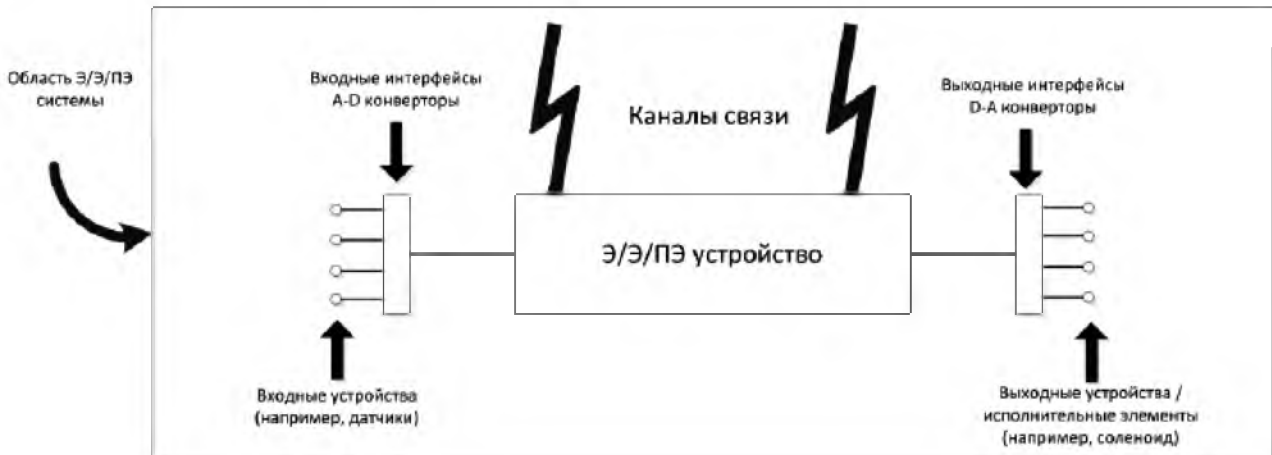 Область Э/Э/ПЭ
системы
Входные интерфейсы
A-D конверторы
Каналы связи
Выходные интерфейсы
D-A конверторы
Э/Э/ПЭ устройство
Входные устройства
(например, датчики)
Выходные устройства /
исполнительные элементы
(например, соленоид)